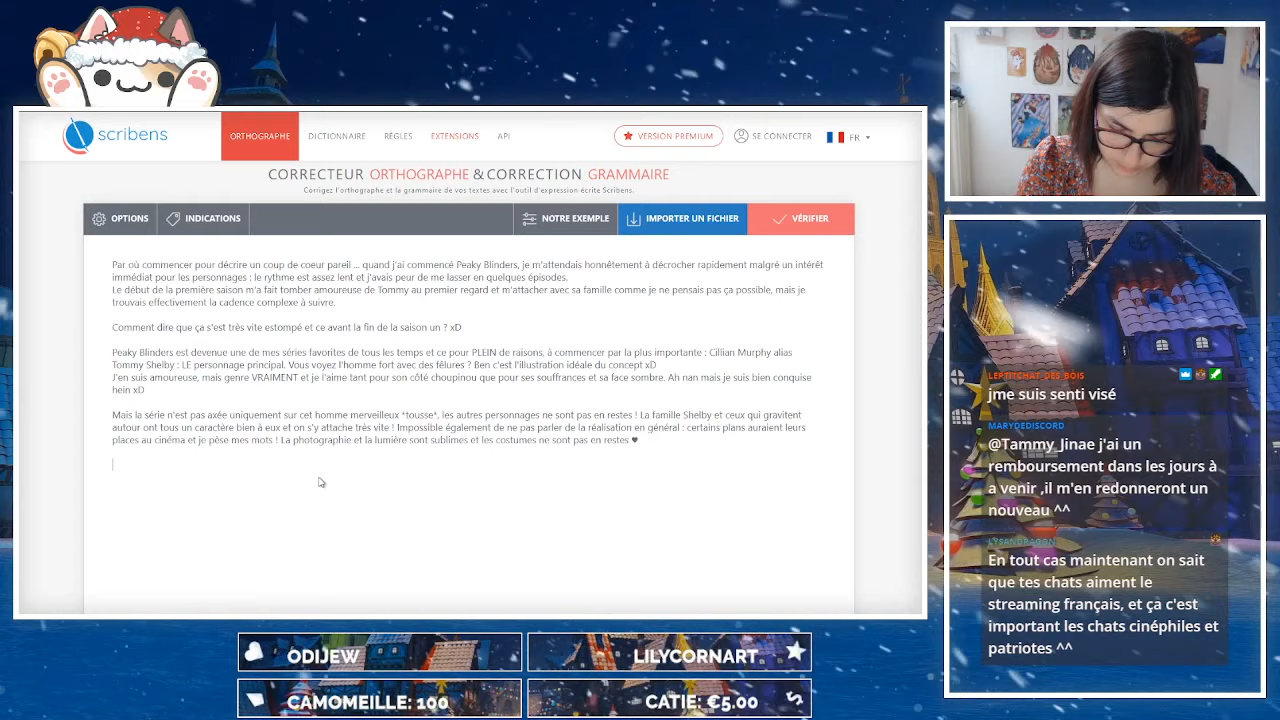 scribens
ORTHOGRAPHE
DICTIONNAIRE
RÈGLES
EXTENSIONS
API
VERSION PREMIUM
SE CONNECTER
FR
CORRECTEUR ORTHOGRAPHE & CORRECTION GRAMMAIRE
Corrigez l'orthographe et la grammaire de vos textes avec l'outil d'expression écrite Scribens.
OPTIONS
INDICATIONS
NOTRE EXEMPLE
IMPORTER UN FICHIER
VÉRIFIER
Par où commencer pour décrire un coup de coeur pareil ... quand j'ai commencé Peaky Blinders, je m'attendais honnêtement à décrocher rapidement malgré un intérêt
immédiat pour les personnages : le rythme est assez lent et j'avais peur de me lasser en quelques épisodes.
Le début de la première saison m'a fait tomber amoureuse de Tommy au premier regard et m'attacher avec sa famille comme je ne pensais pas ça possible, mais je
trouvais effectivement la cadence complexe à suivre.
Comment dire que ça s'est très vite estompé et ce avant la fin de la saison un ? xD
Peaky Blinders est devenue une de mes séries favorites de tous les temps et ce pour PLEIN de raisons, à commencer par la plus importante : Cillian Murphy alias
Tommy Shelby : LE personnage principal. Vous voyez l'homme fort avec des fêlures ? Ben c'est l'illustration idéale du concept xD
J'en suis amoureuse, mais genre VRAIMENT et je l'aime tant pour son côté choupinou que pour ses souffrances et sa face sombre. Ah nan mais je suis bien conquise
hein xD
Mais la série n'est pas axée uniquement sur cet homme merveilleux *tousse*, les autres personnages ne sont pas en restes ! La famille Shelby et ceux qui gravitent
autour ont tous un caractère bien à eux et on s'y attache très vite ! Impossible également de ne pas parler de la réalisation en général : certains plans auraient leurs
places au cinéma et je pèse mes mots ! La photographie et la lumière sont sublimes et les costumes ne sont pas en restes ♥
LEPTITCHAT_DES_BOIS
jme suis senti visé
MARYDEDISCORD
@Tammy_Jinae j'ai un
remboursement dans les jours à
a venir ,il m'en redonneront un
nouveau ^^
LYSANDRAGON
En tout cas maintenant on sait
que tes chats aiment le
streaming français, et ça c'est
important les chats cinéphiles et
patriotes ^^
ODIJEW
LILYCORNART
CAMOMEILLE: 100
CATIE: €5.00